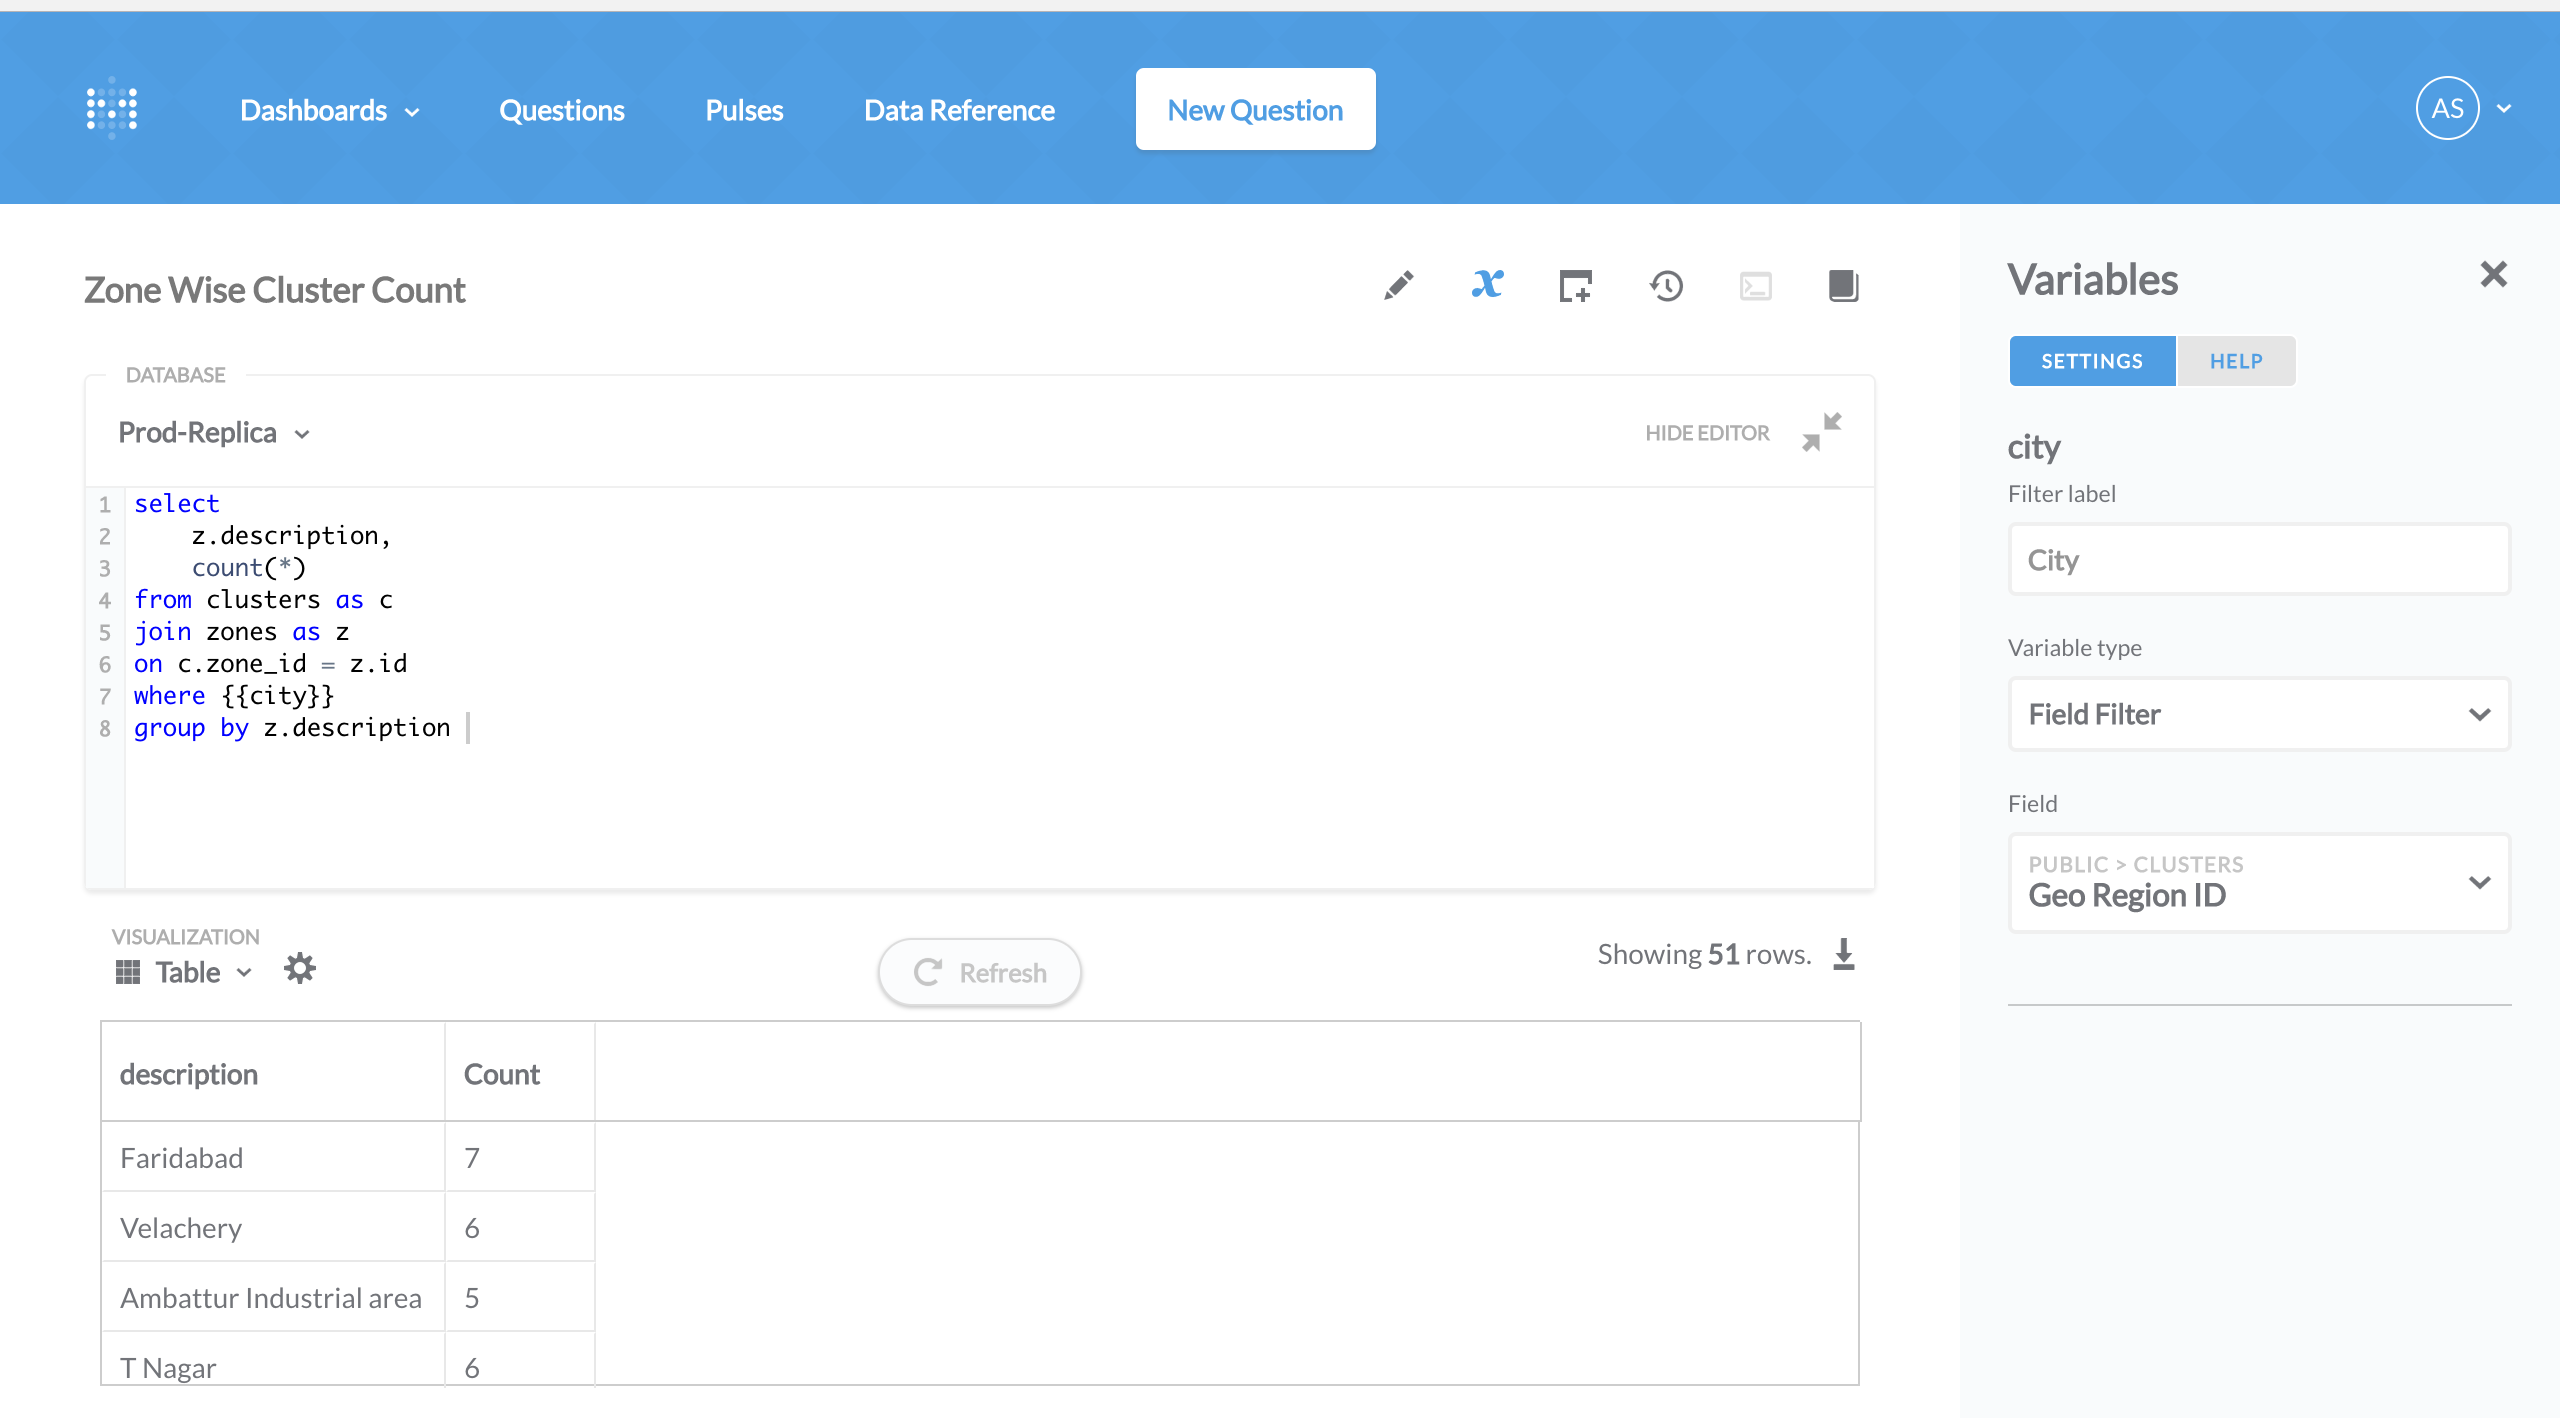 Dashboards Questions Pulses Data Reference New Question AS
Zone Wise Cluster Count
DATABASE
Prod-Replica HIDE EDITOR
1 select
2 z.description,
3 count(*)
4 from clusters as c
5 join zones as z
6 on c.zone_id = z.id
7 where {{city}}
8 group by z.description
VISUALIZATION
Table
Refresh
Showing 51 rows.
description Count
Faridabad 7
Velachery 6
Ambattur Industrial area 5
T Nagar 6
Variables
SETTINGS HELP
city
Filter label
City
Variable type
Field Filter
Field
PUBLIC > CLUSTERS
Geo Region ID